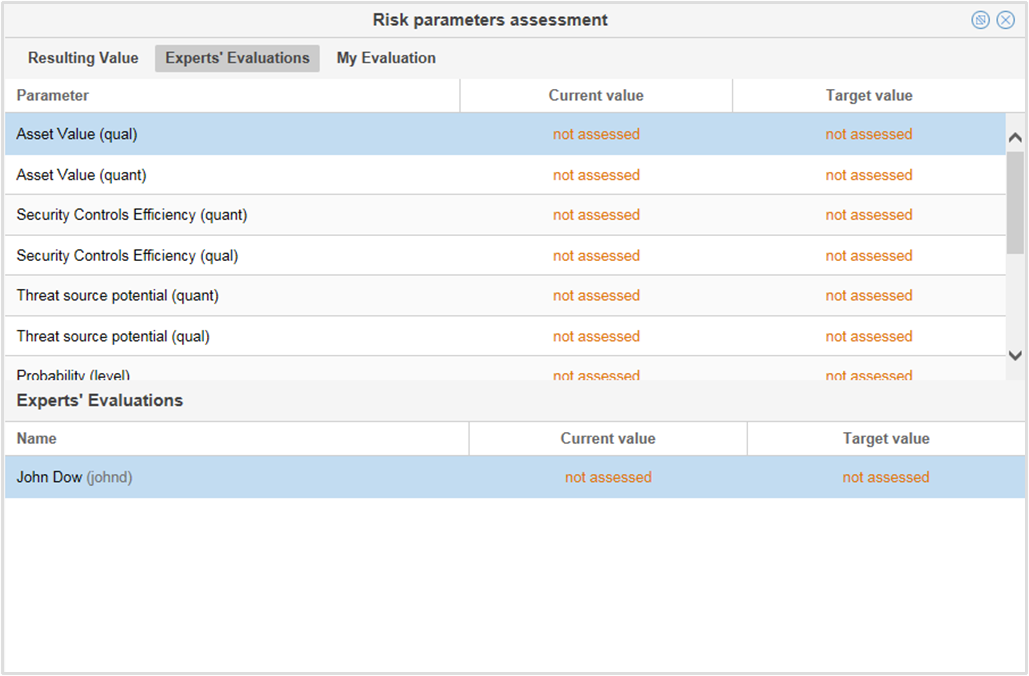 Risk parameters assessment
Resulting Value Experts' Evaluations My Evaluation
Parameter Current value Target value
Asset Value (qual) not assessed not assessed
Asset Value (quant) not assessed not assessed
Security Controls Efficiency (quant) not assessed not assessed
Security Controls Efficiency (qual) not assessed not assessed
Threat source potential (quant) not assessed not assessed
Threat source potential (qual) not assessed not assessed
Probability (level) not assessed not assessed
Experts' Evaluations
Name Current value Target value
John Dow (johnd) not assessed not assessed